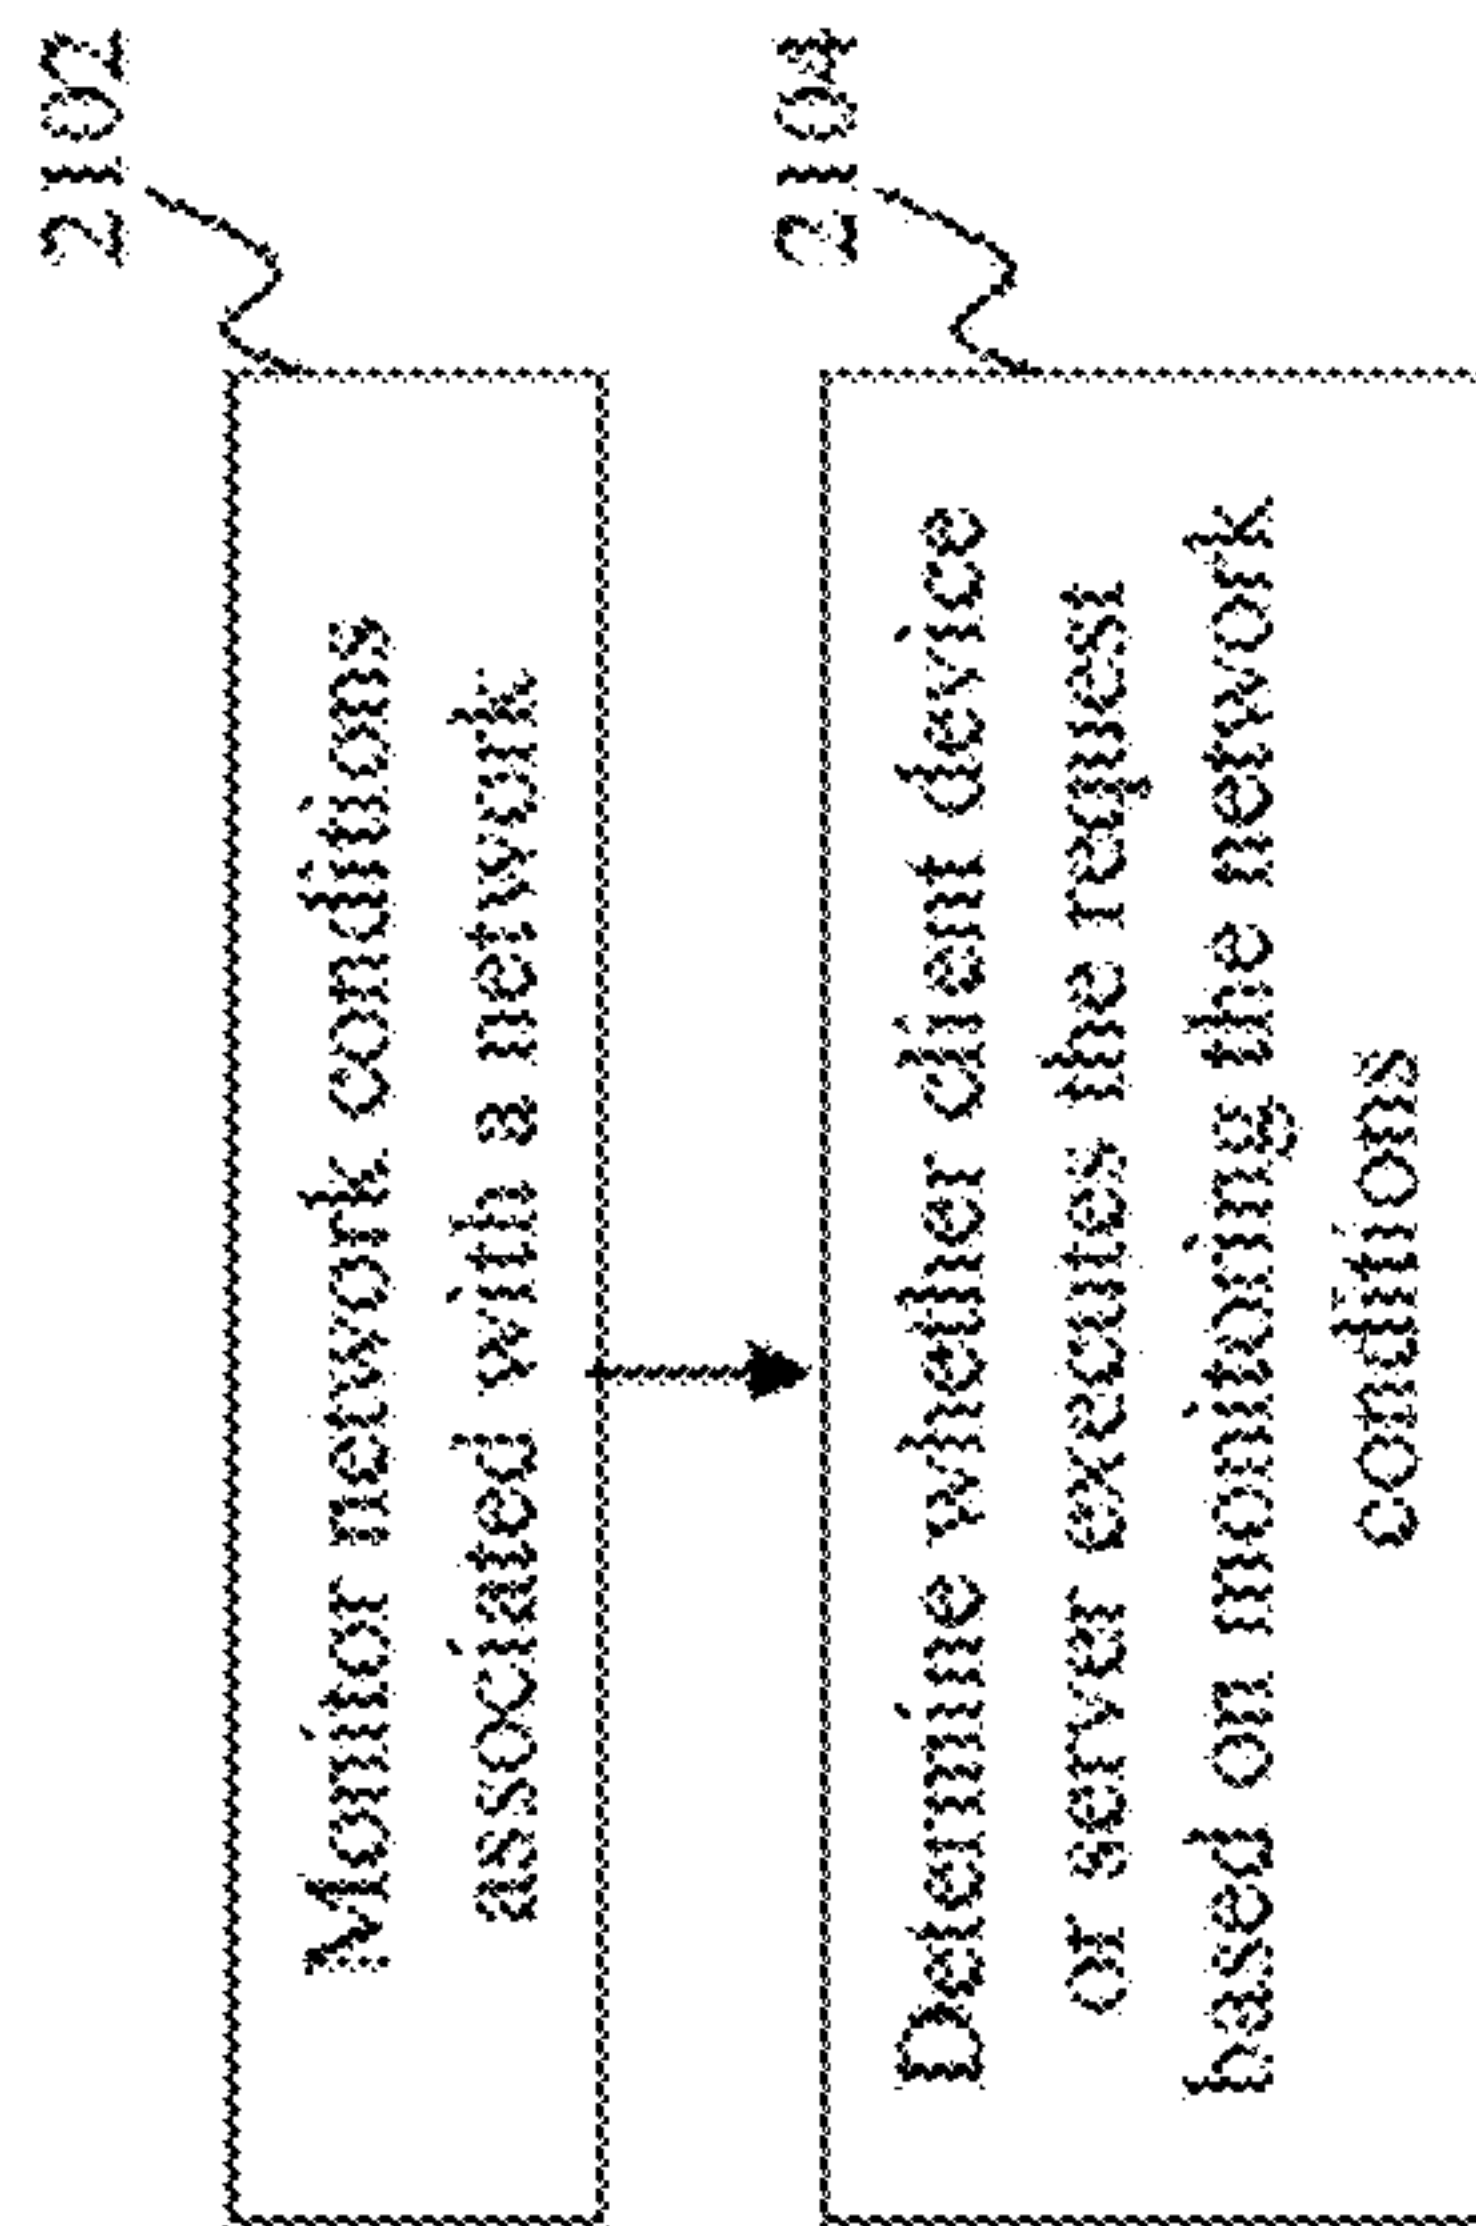 2102
Monitor network conditions
associated with a network
2104
Determine whether client device
or server executes the request
based on monitoring the network
conditions